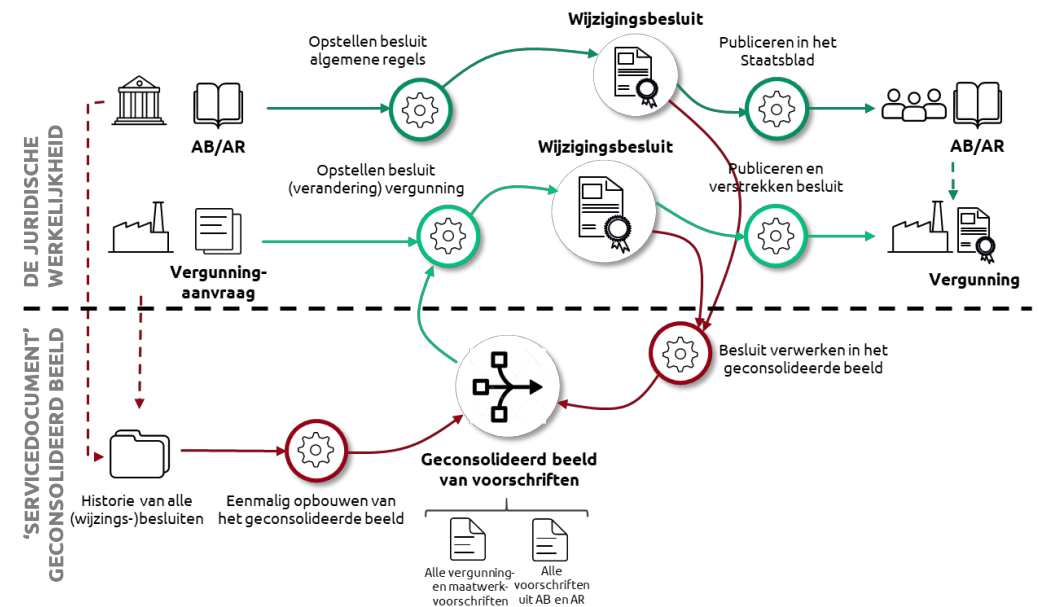 DE JURIDISCHE
WERKELIJKHEID
Opstellen besluit
algemene regels
Wijzigingsbesluit
Publiceren in het
Staatsblad
AB/AR
AB/AR
Opstellen besluit
(verandering) vergunning
Wijzigingsbesluit
Publiceren en
verstrekken besluit
Vergunning-
aanvraag
Vergunning
‘SERVICEDOCUMENT’
GECONSOLIDEERD BEELD
Besluit verwerken in het
geconsolideerde beeld
Historie van alle
(wijzings-)besluiten
Eenmalig opbouwen van
het geconsolideerde beeld
Geconsolideerd beeld
van voorschriften
Alle vergunning-
en maatwerk-
voorschriften
Alle
voorschriften
uit AB en AR